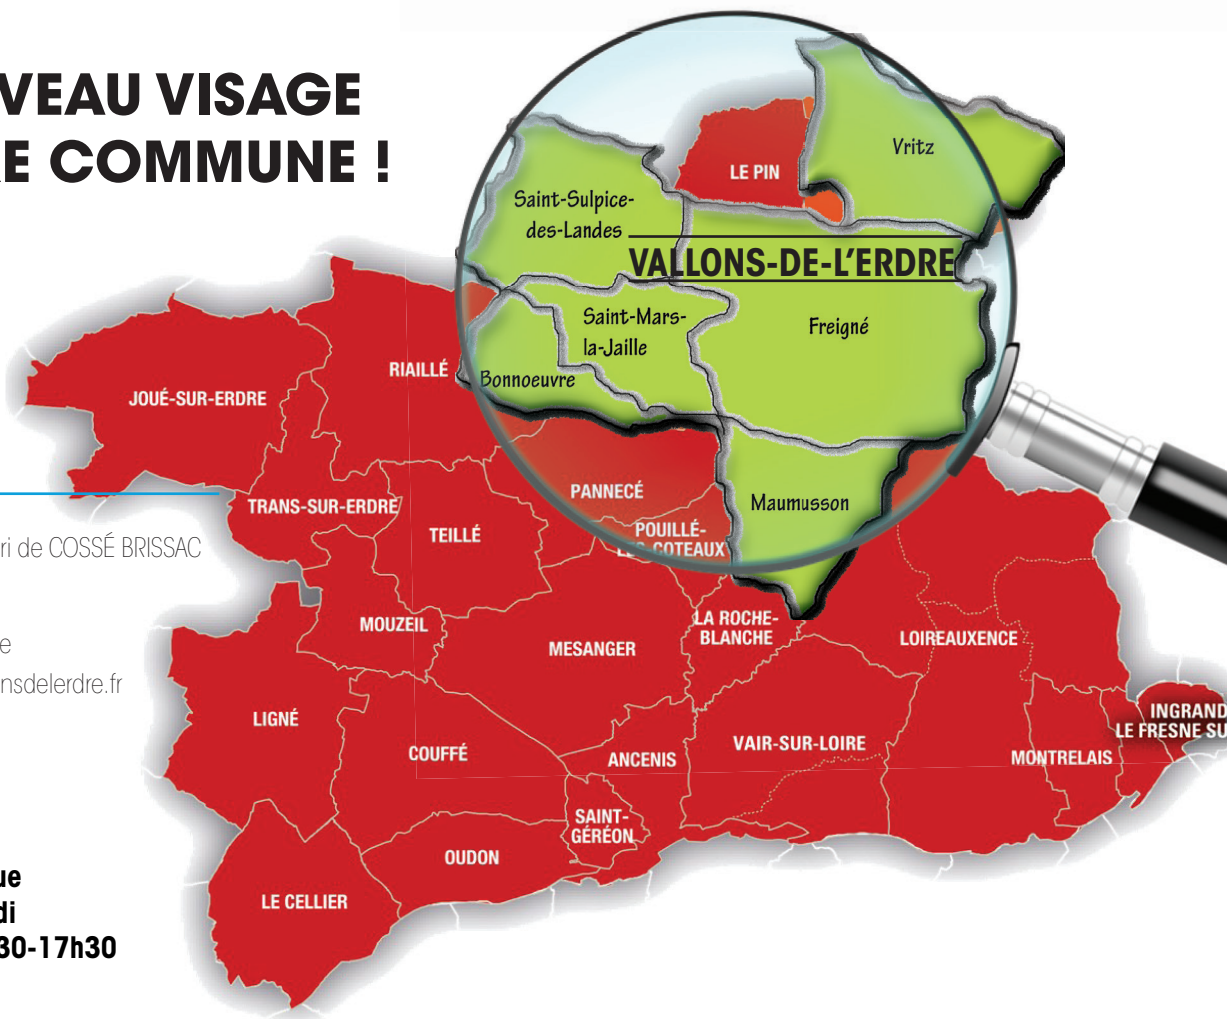 VEAU VISAGE
E COMMUNE !
LE PIN
Vritz
Saint-Sulpice-
des-Landes
VALLONS-DE-L'ERDRE
Saint-Mars-
la-Jaille
Freigné
Bonnoeuvre
RIAILLÉ
JOUÉ-SUR-ERDRE
PANNECÉ
Maumusson
TRANS-SUR-ERDRE
TEILLÉ
POUILLÉ-
LES-COTEAUX
ri de COSSÉ BRISSAC
MOUZEIL
MESANGER
LA ROCHE-
BLANCHE
LOIREAUXENCE
e
nsdelerdre.fr
LIGNÉ
COUFFÉ
ANCENIS
VAIR-SUR-LOIRE
MONTRELAIS
INGRAND
LE FRESNE SU
SAINT-
GÉRÉON
OUDON
LE CELLIER
ue
di
30-17h30